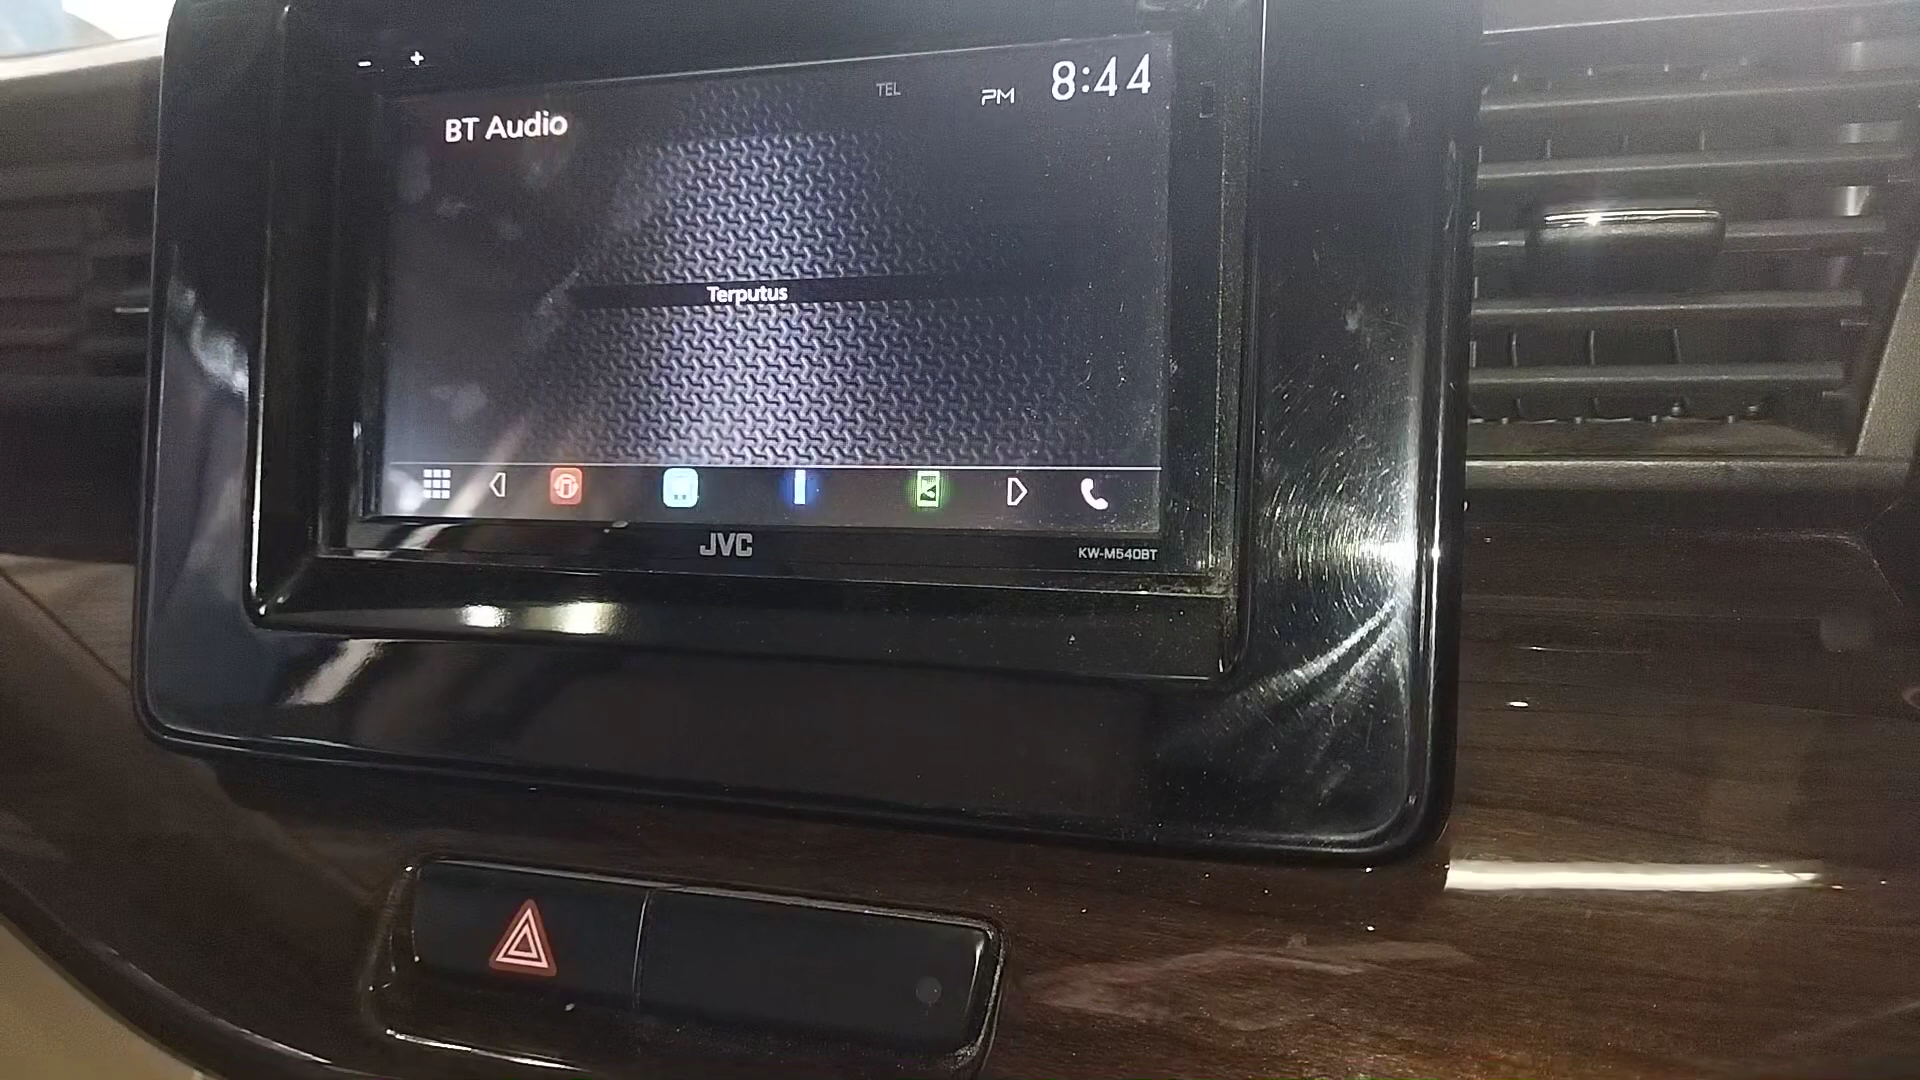 - +
TEL PM 8:44
BT Audio
Terputus
JVC
KW-M540BT